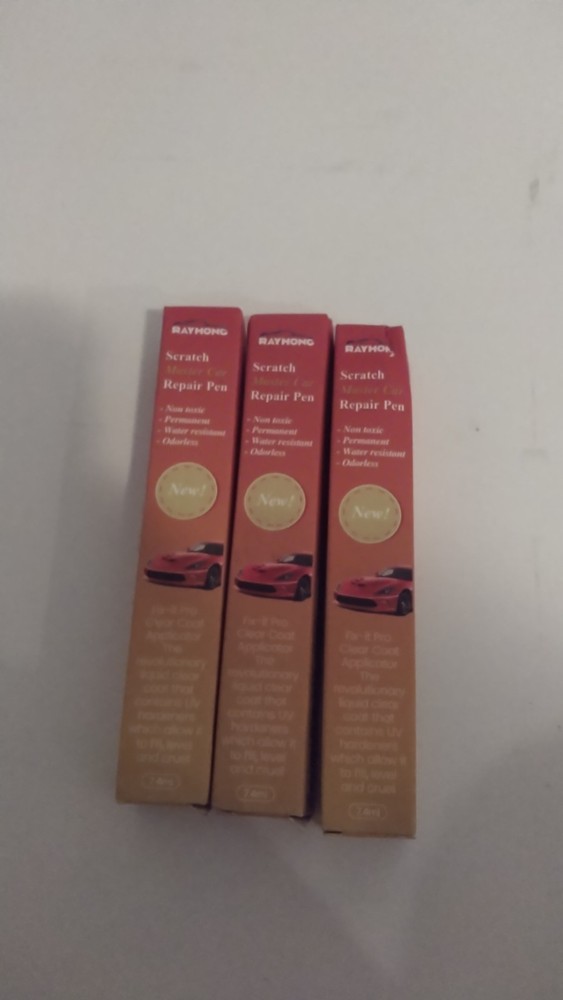 RAYMONG
Scratch
Master Car
Repair Pen
- Non toxic
- Permanent
- Water resistant
- Odorless
New!
Fix-it Pro
Clear Coat
Applicator
The
revolutionary
liquid clear
coat that
contains UV
hardeners
which allow it
to fill, level
and
RAYMONG
Scratch
Master Car
Repair Pen
- Non toxic
- Permanent
- Water resistant
- Odorless
New!
Fix-it Pro
Clear Coat
Applicator
The
revolutionary
liquid clear
coat that
contains UV
hardeners
which allow it
to fill, level
and
RAYMON
Scratch
Master Car
Repair Pen
- Non toxic
- Permanent
- Water resistant
- Odorless
New!
Fix-it Pro
Clear Coat
Applicator
The
revolutionary
liquid clear
coat that
contains UV
hardeners
which allow it
to fill, level
and